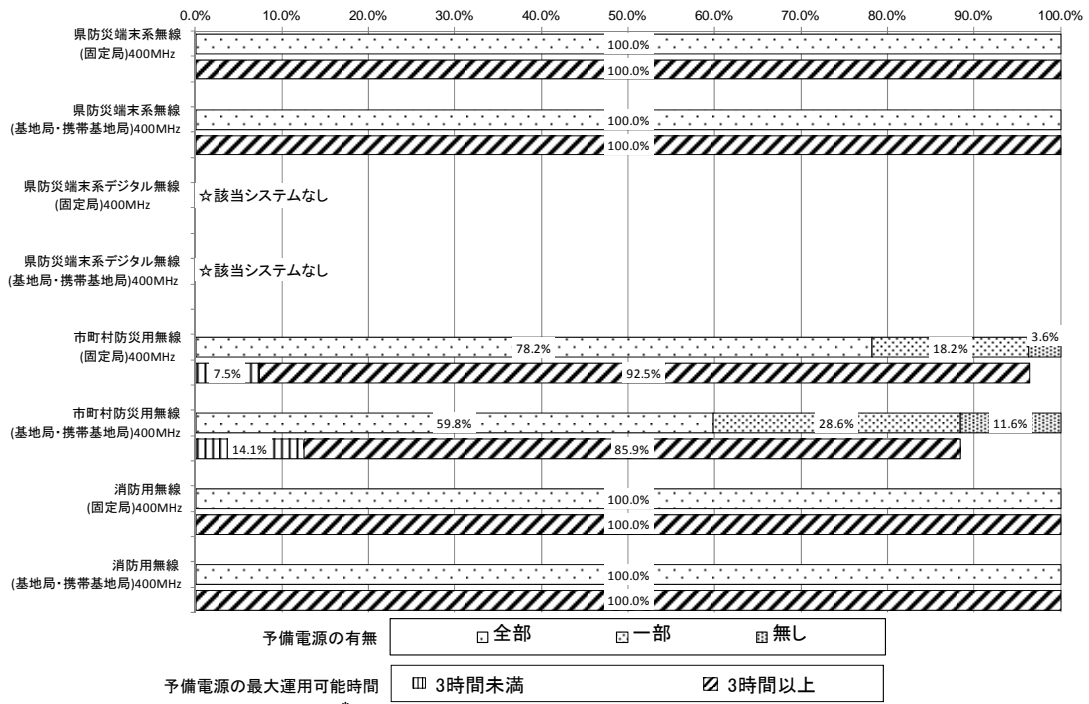 0.0% 10.0% 20.0% 30.0% 40.0% 50.0% 60.0% 70.0% 80.0% 90.0% 100.0%
県防災端末系無線
(固定局)400MHz
100.0%
100.0%
県防災端末系無線
(基地局・携帯基地局)400MHz
100.0%
100.0%
県防災端末系デジタル無線
(固定局)400MHz
☆該当システムなし
県防災端末系デジタル無線
(基地局・携帯基地局)400MHz
☆該当システムなし
市町村防災用無線
(固定局)400MHz
78.2% 18.2% 3.6%
7.5% 92.5%
市町村防災用無線
(基地局・携帯基地局)400MHz
59.8% 28.6% 11.6%
14.1% 85.9%
消防用無線
(固定局)400MHz
100.0%
100.0%
消防用無線
(基地局・携帯基地局)400MHz
100.0%
100.0%
予備電源の有無 全部 一部 無し
予備電源の最大運用可能時間 3時間未満 3時間以上
*